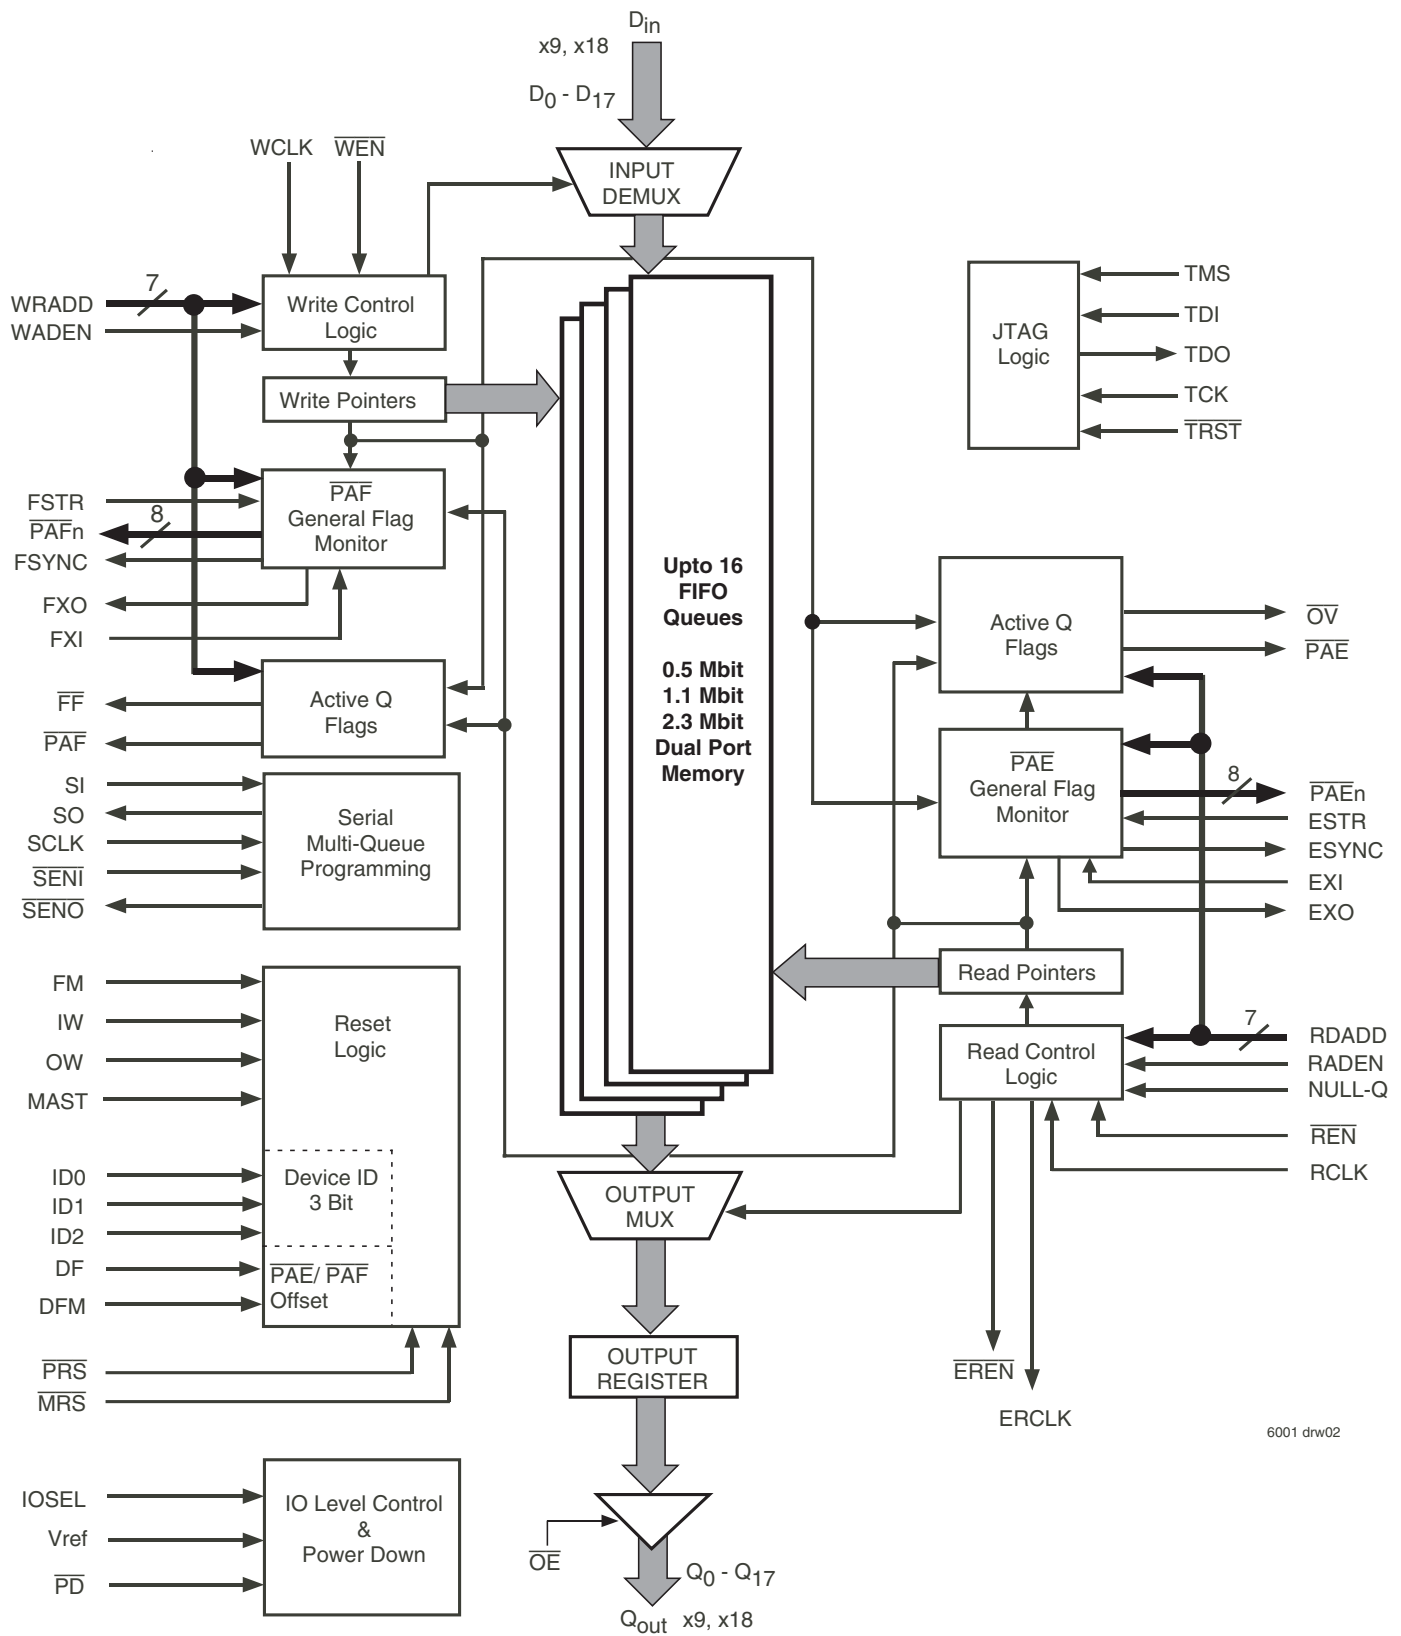 Din
x9, x18
D0 - D17
INPUT
DEMUX
WCLK
WEN
7
WRADD
WADEN
Write Control
Logic
Write Pointers
PAF
General Flag
Monitor
FSTR
8
PAFn
FSYNC
FXO
FXI
Active Q
Flags
FF
PAF
SI
SO
SCLK
SENI
SENO
Serial
Multi-Queue
Programming
FM
IW
OW
MAST
Reset
Logic
ID0
ID1
ID2
Device ID
3 Bit
DF
DFM
PAE/ PAF
Offset
PRS
MRS
IOSEL
Vref
PD
IO Level Control
&
Power Down
Upto 16
FIFO
Queues
0.5 Mbit
1.1 Mbit
2.3 Mbit
Dual Port
Memory
OUTPUT
MUX
OUTPUT
REGISTER
OE
Q0 - Q17
Qout x9, x18
JTAG
Logic
TMS
TDI
TDO
TCK
TRST
Active Q
Flags
OV
PAE
PAE
General Flag
Monitor
8
PAEn
ESTR
ESYNC
EXI
EXO
Read Pointers
Read Control
Logic
7
RDADD
RADEN
NULL-Q
REN
RCLK
EREN
ERCLK
6001 drw02